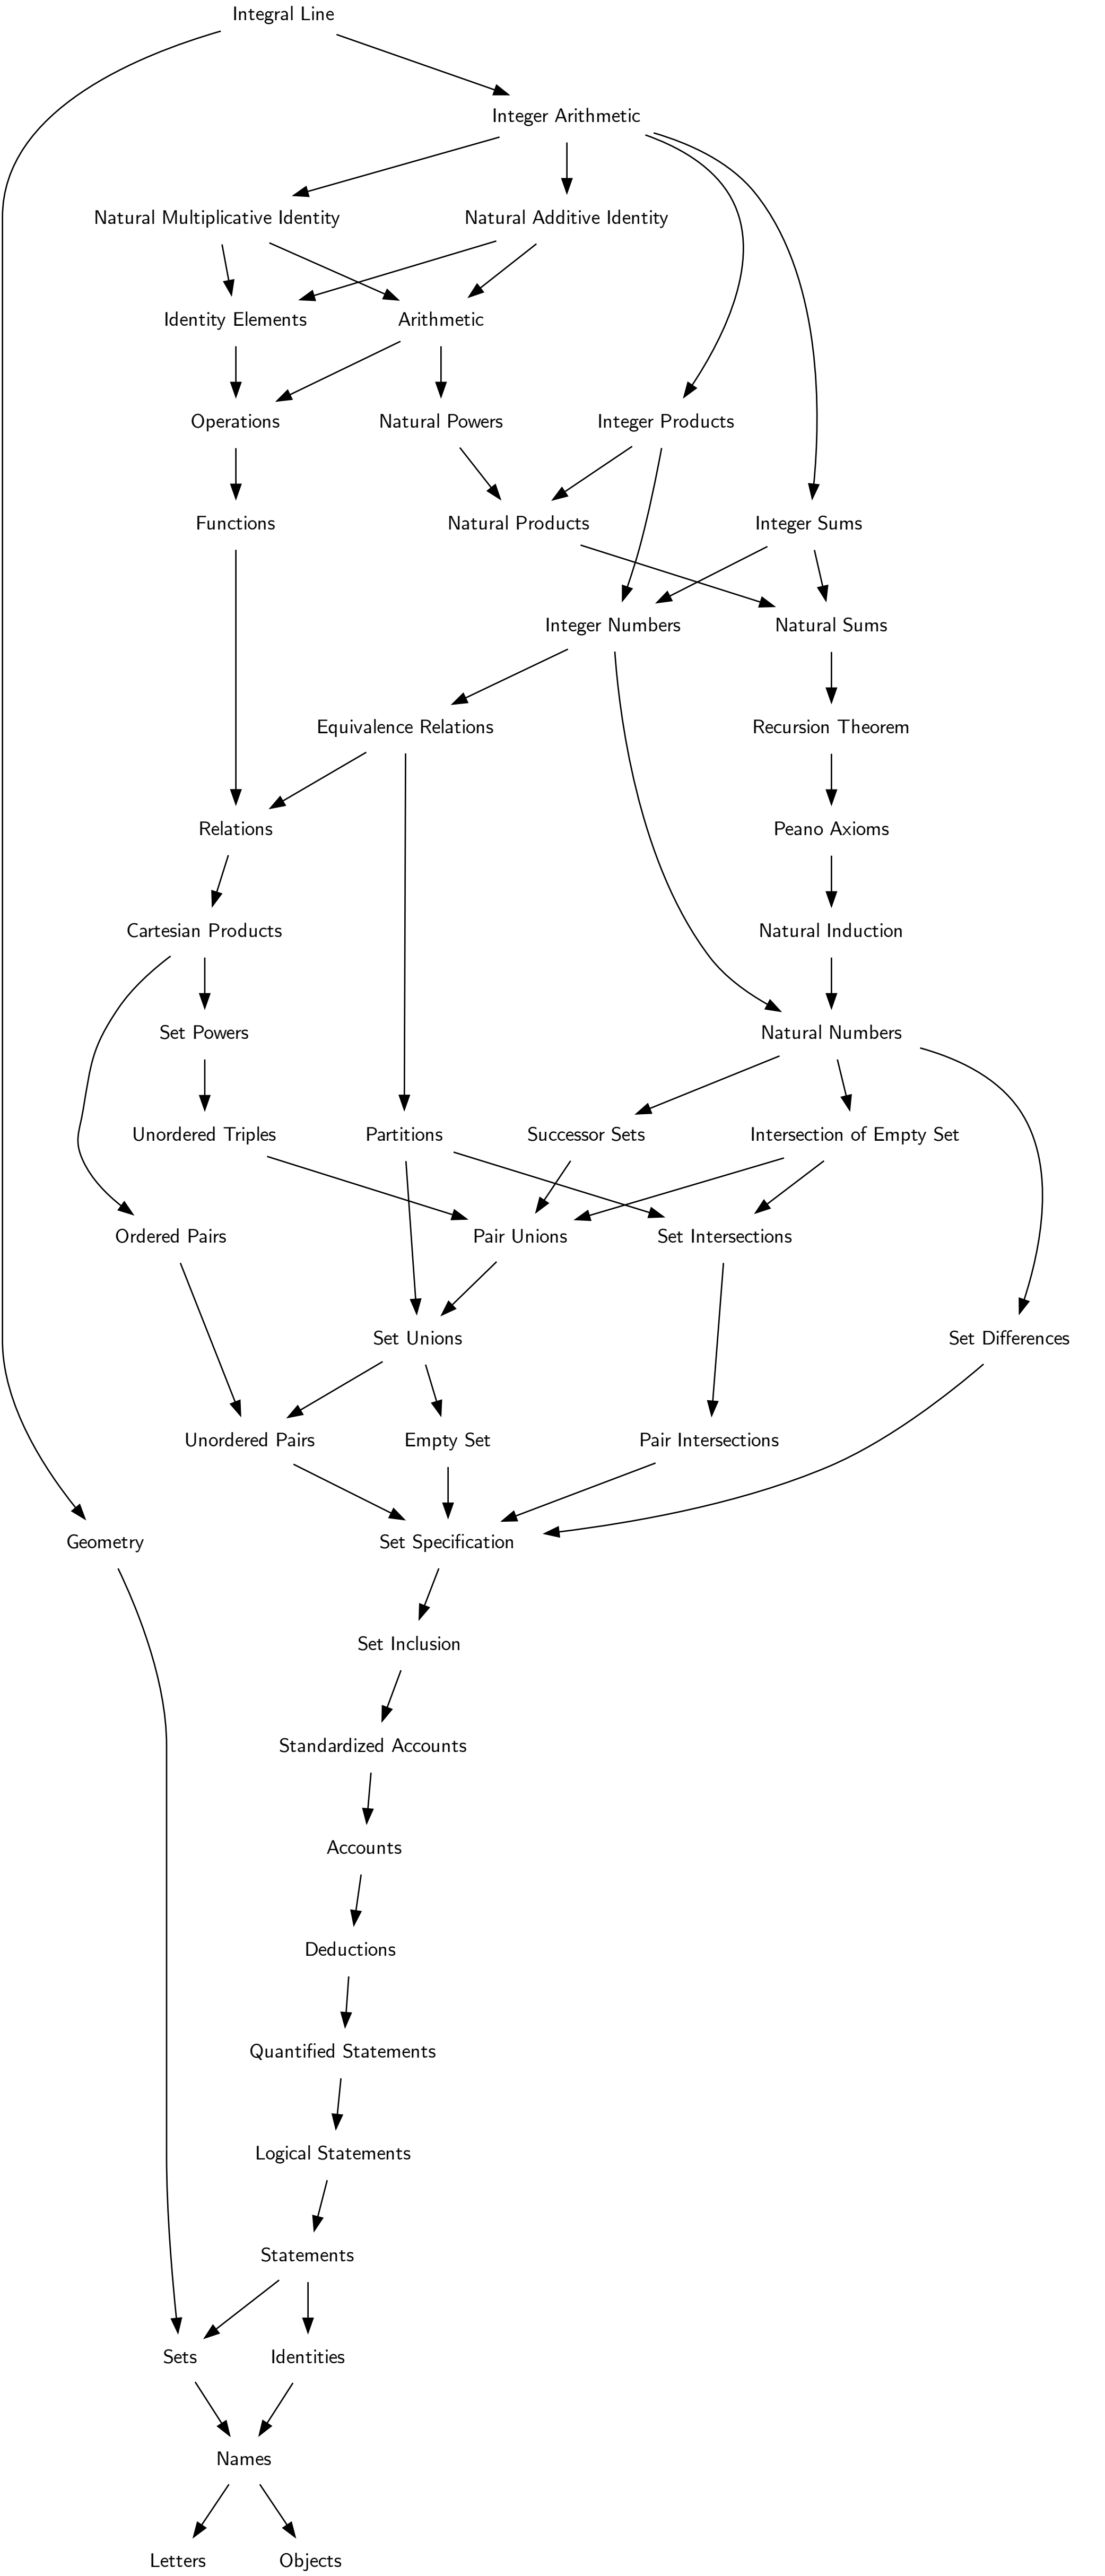 Integral Line
Integer Arithmetic
Natural Multiplicative Identity
Natural Additive Identity
Identity Elements
Arithmetic
Operations
Natural Powers
Integer Products
Functions
Natural Products
Integer Sums
Integer Numbers
Natural Sums
Equivalence Relations
Recursion Theorem
Relations
Peano Axioms
Cartesian Products
Natural Induction
Set Powers
Natural Numbers
Unordered Triples
Partitions
Successor Sets
Intersection of Empty Set
Ordered Pairs
Pair Unions
Set Intersections
Set Unions
Set Differences
Unordered Pairs
Empty Set
Pair Intersections
Geometry
Set Specification
Set Inclusion
Standardized Accounts
Accounts
Deductions
Quantified Statements
Logical Statements
Statements
Sets
Identities
Names
Letters
Objects